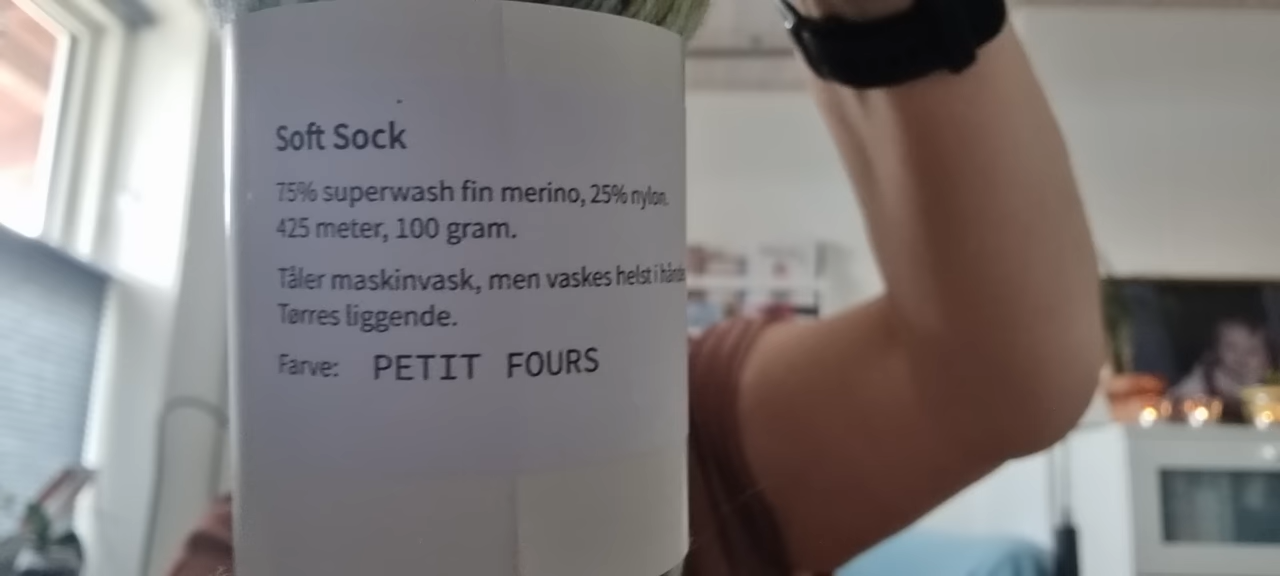 Soft Sock
75% superwash fin merino, 25% nylon.
425 meter, 100 gram.
Tåler maskinvask, men vaskes helst i
Tørres liggende.
Farve: PETIT FOURS